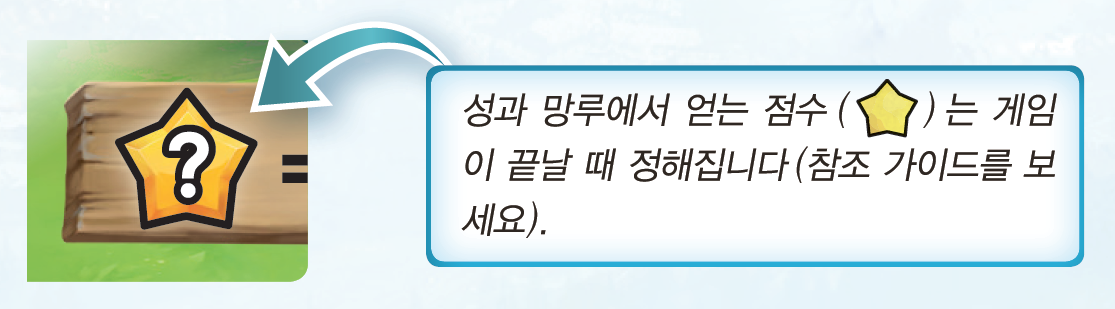 ? =
성과 망루에서 얻는 점수 ( ) 는 게임
이 끝날 때 정해집니다 (참조 가이드를 보
세요).